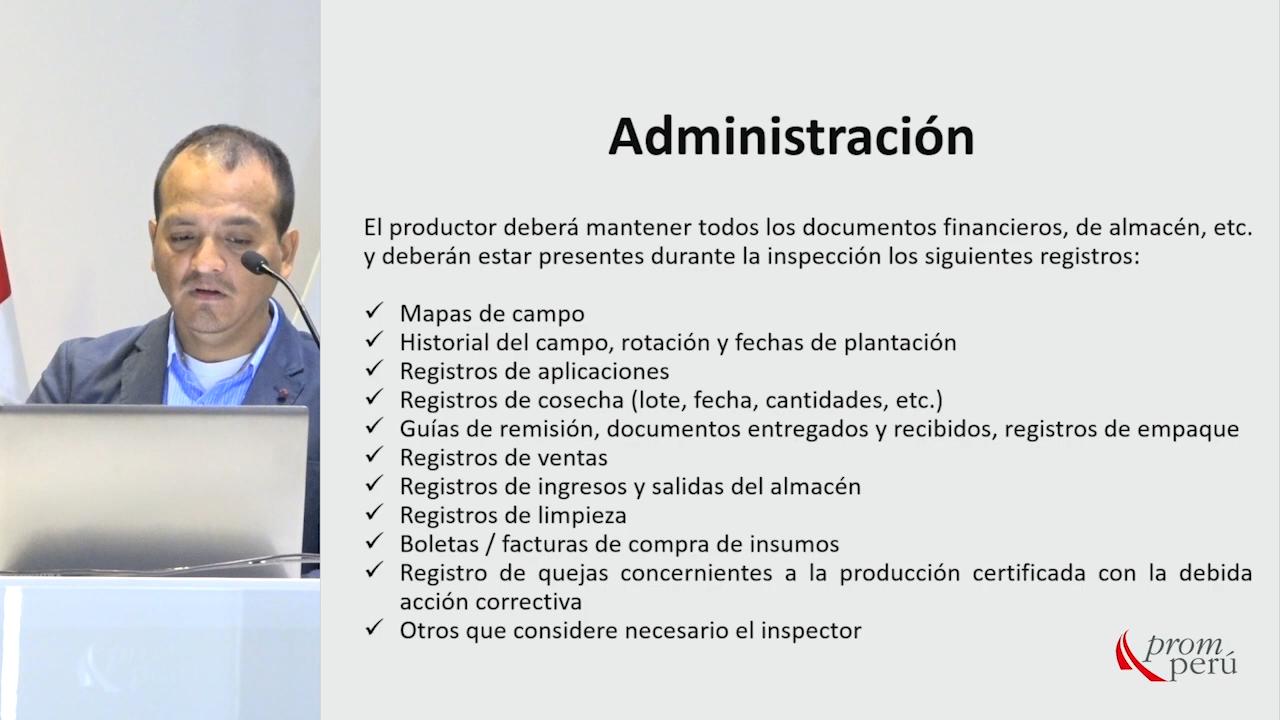 Administración
El productor deberá mantener todos los documentos financieros, de almacén, etc.
y deberán estar presentes durante la inspección los siguientes registros:
✓ Mapas de campo
✓ Historial del campo, rotación y fechas de plantación
✓ Registros de aplicaciones
✓ Registros de cosecha (lote, fecha, cantidades, etc.)
✓ Guías de remisión, documentos entregados y recibidos, registros de empaque
✓ Registros de ventas
✓ Registros de ingresos y salidas del almacén
✓ Registros de limpieza
✓ Boletas / facturas de compra de insumos
✓ Registro de quejas concernientes a la producción certificada con la debida
acción correctiva
✓ Otros que considere necesario el inspector
prom
perú